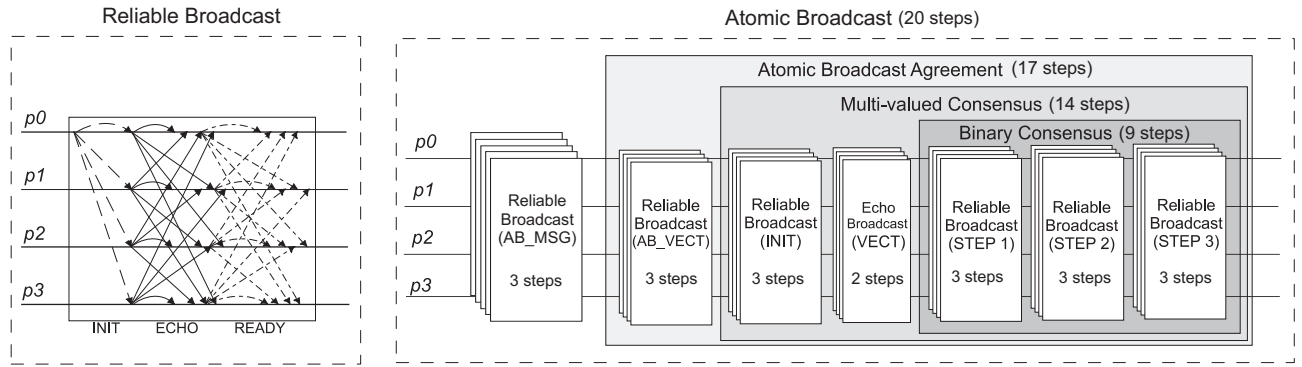 Reliable Broadcast
p0
p1
p2
p3
INIT ECHO READY
Atomic Broadcast (20 steps)
Atomic Broadcast Agreement (17 steps)
Multi-valued Consensus (14 steps)
Binary Consensus (9 steps)
p0
p1
p2
p3
Reliable
Broadcast
(AB_MSG)
3 steps
Reliable
Broadcast
(AB_VECT)
3 steps
Reliable
Broadcast
(INIT)
3 steps
Echo
Broadcast
(VECT)
2 steps
Reliable
Broadcast
(STEP 1)
3 steps
Reliable
Broadcast
(STEP 2)
3 steps
Reliable
Broadcast
(STEP 3)
3 steps